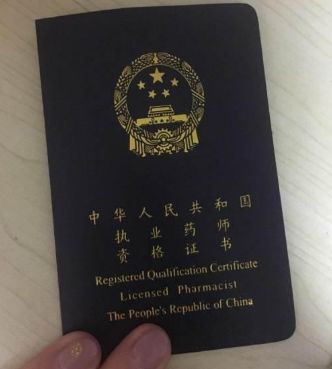 中华人民共和国
执业药师
资格证书
Registered Qualification Certificate
Licensed Pharmacist
The People's Republic of China